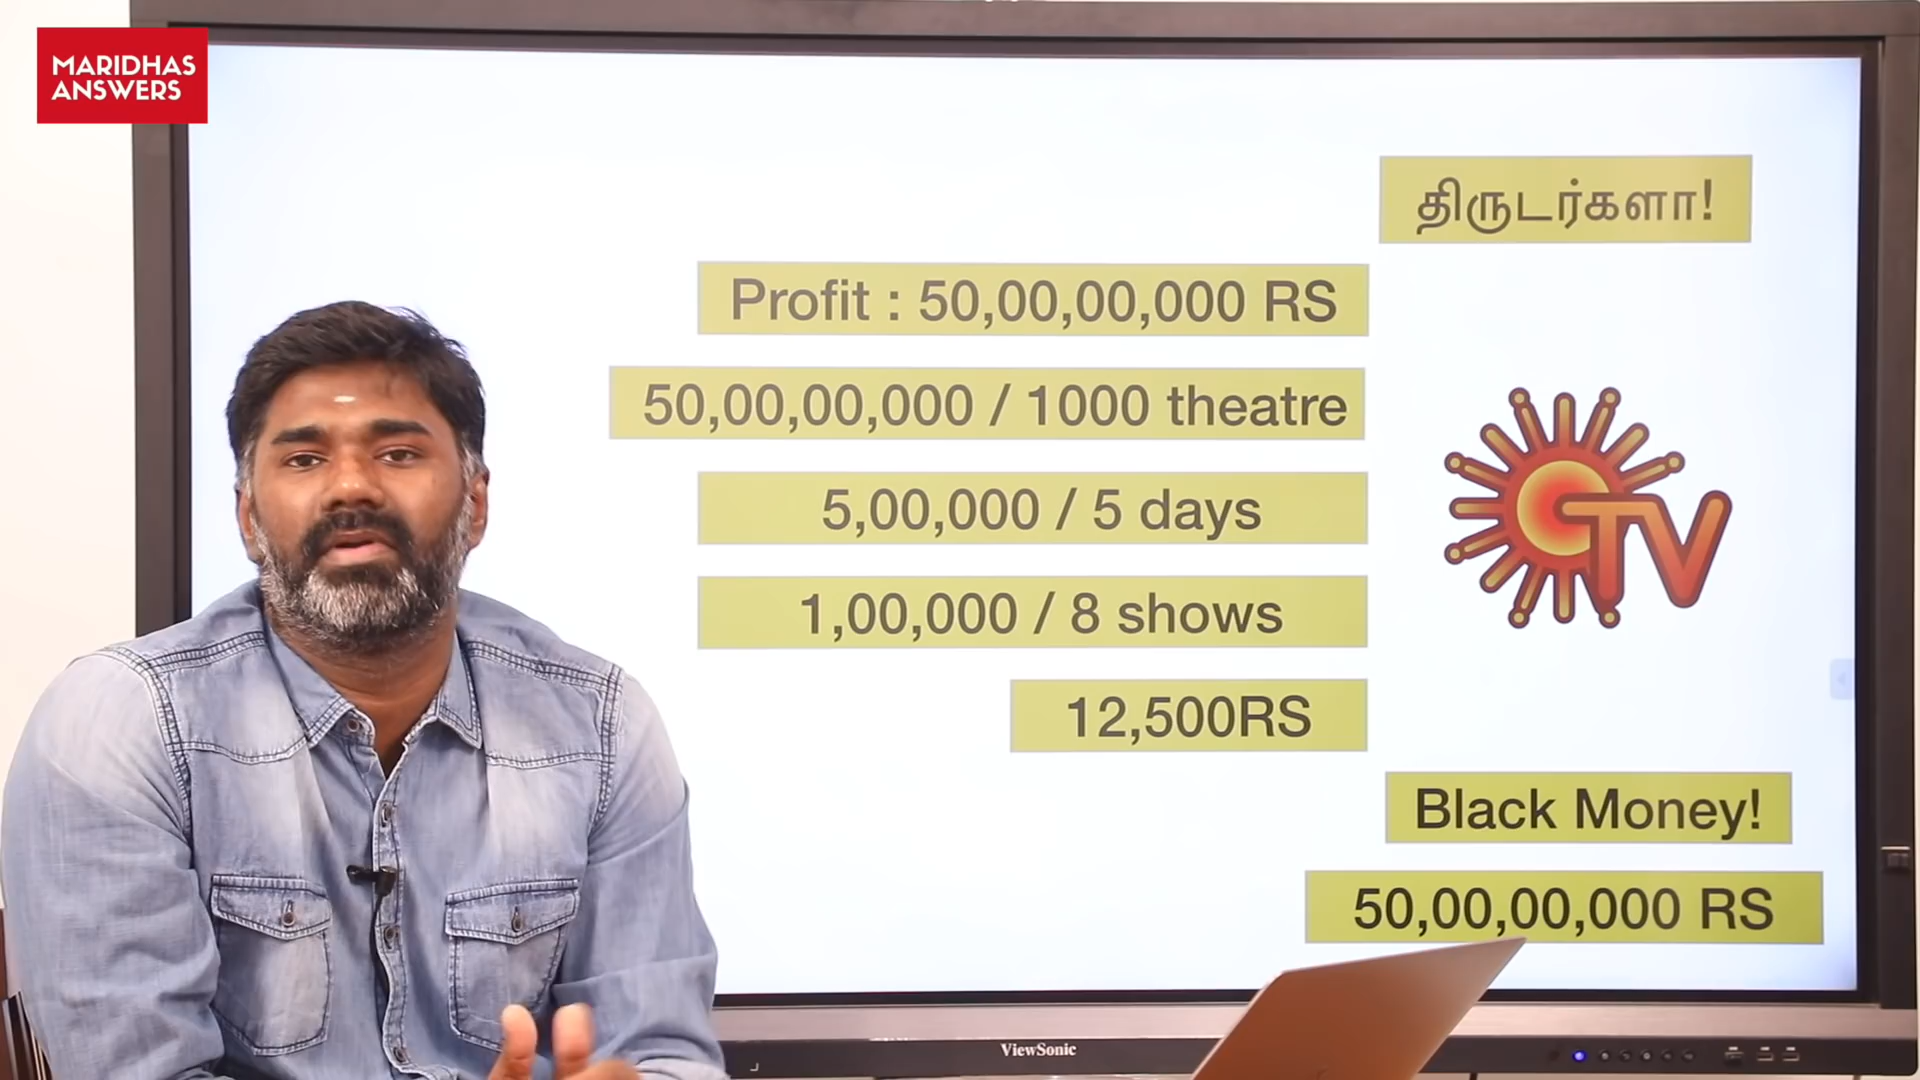 MARIDHAS
ANSWERS
திருடர்களா!
Profit : 50,00,00,000 RS
50,00,00,000 / 1000 theatre
5,00,000 / 5 days
1,00,000 / 8 shows
12,500RS
TV
Black Money!
50,00,00,000 RS
ViewSonic